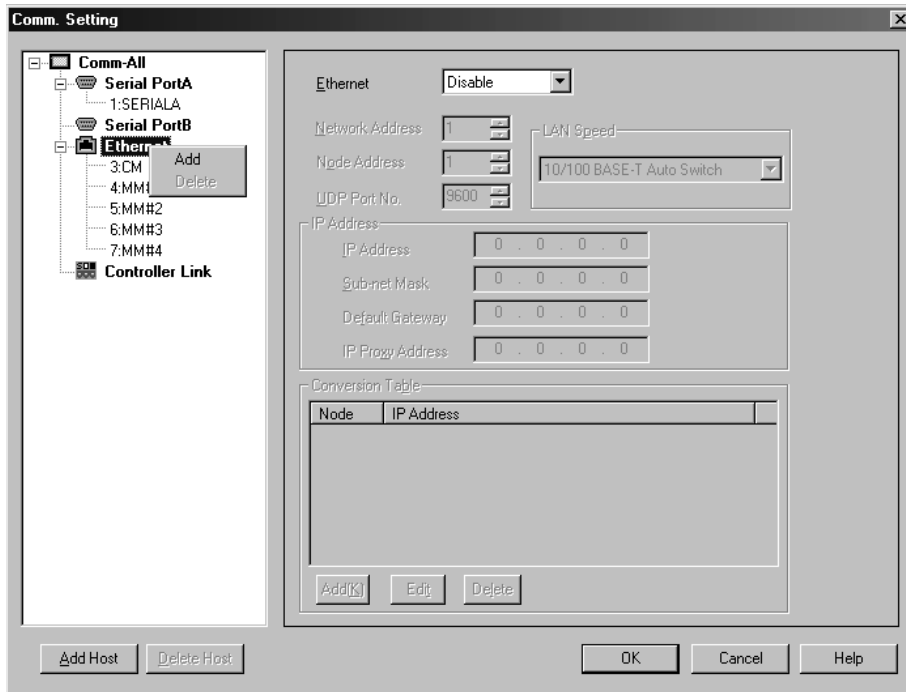 Comm. Setting
Comm-All
Serial PortA
1:SERIALA
Serial PortB
Ethernet
Add
Delete
3:CM
4:MM#
5:MM#2
6:MM#3
7:MM#4
Controller Link
Ethernet Disable
Network Address 1
Node Address 1
UDP Port No. 9600
LAN Speed
10/100 BASE-T Auto Switch
IP Address
IP Address 0 . 0 . 0 . 0
Sub-net Mask 0 . 0 . 0 . 0
Default Gateway 0 . 0 . 0 . 0
IP Proxy Address 0 . 0 . 0 . 0
Conversion Table
Node IP Address
Add(K) Edit Delete
Add Host Delete Host OK Cancel Help